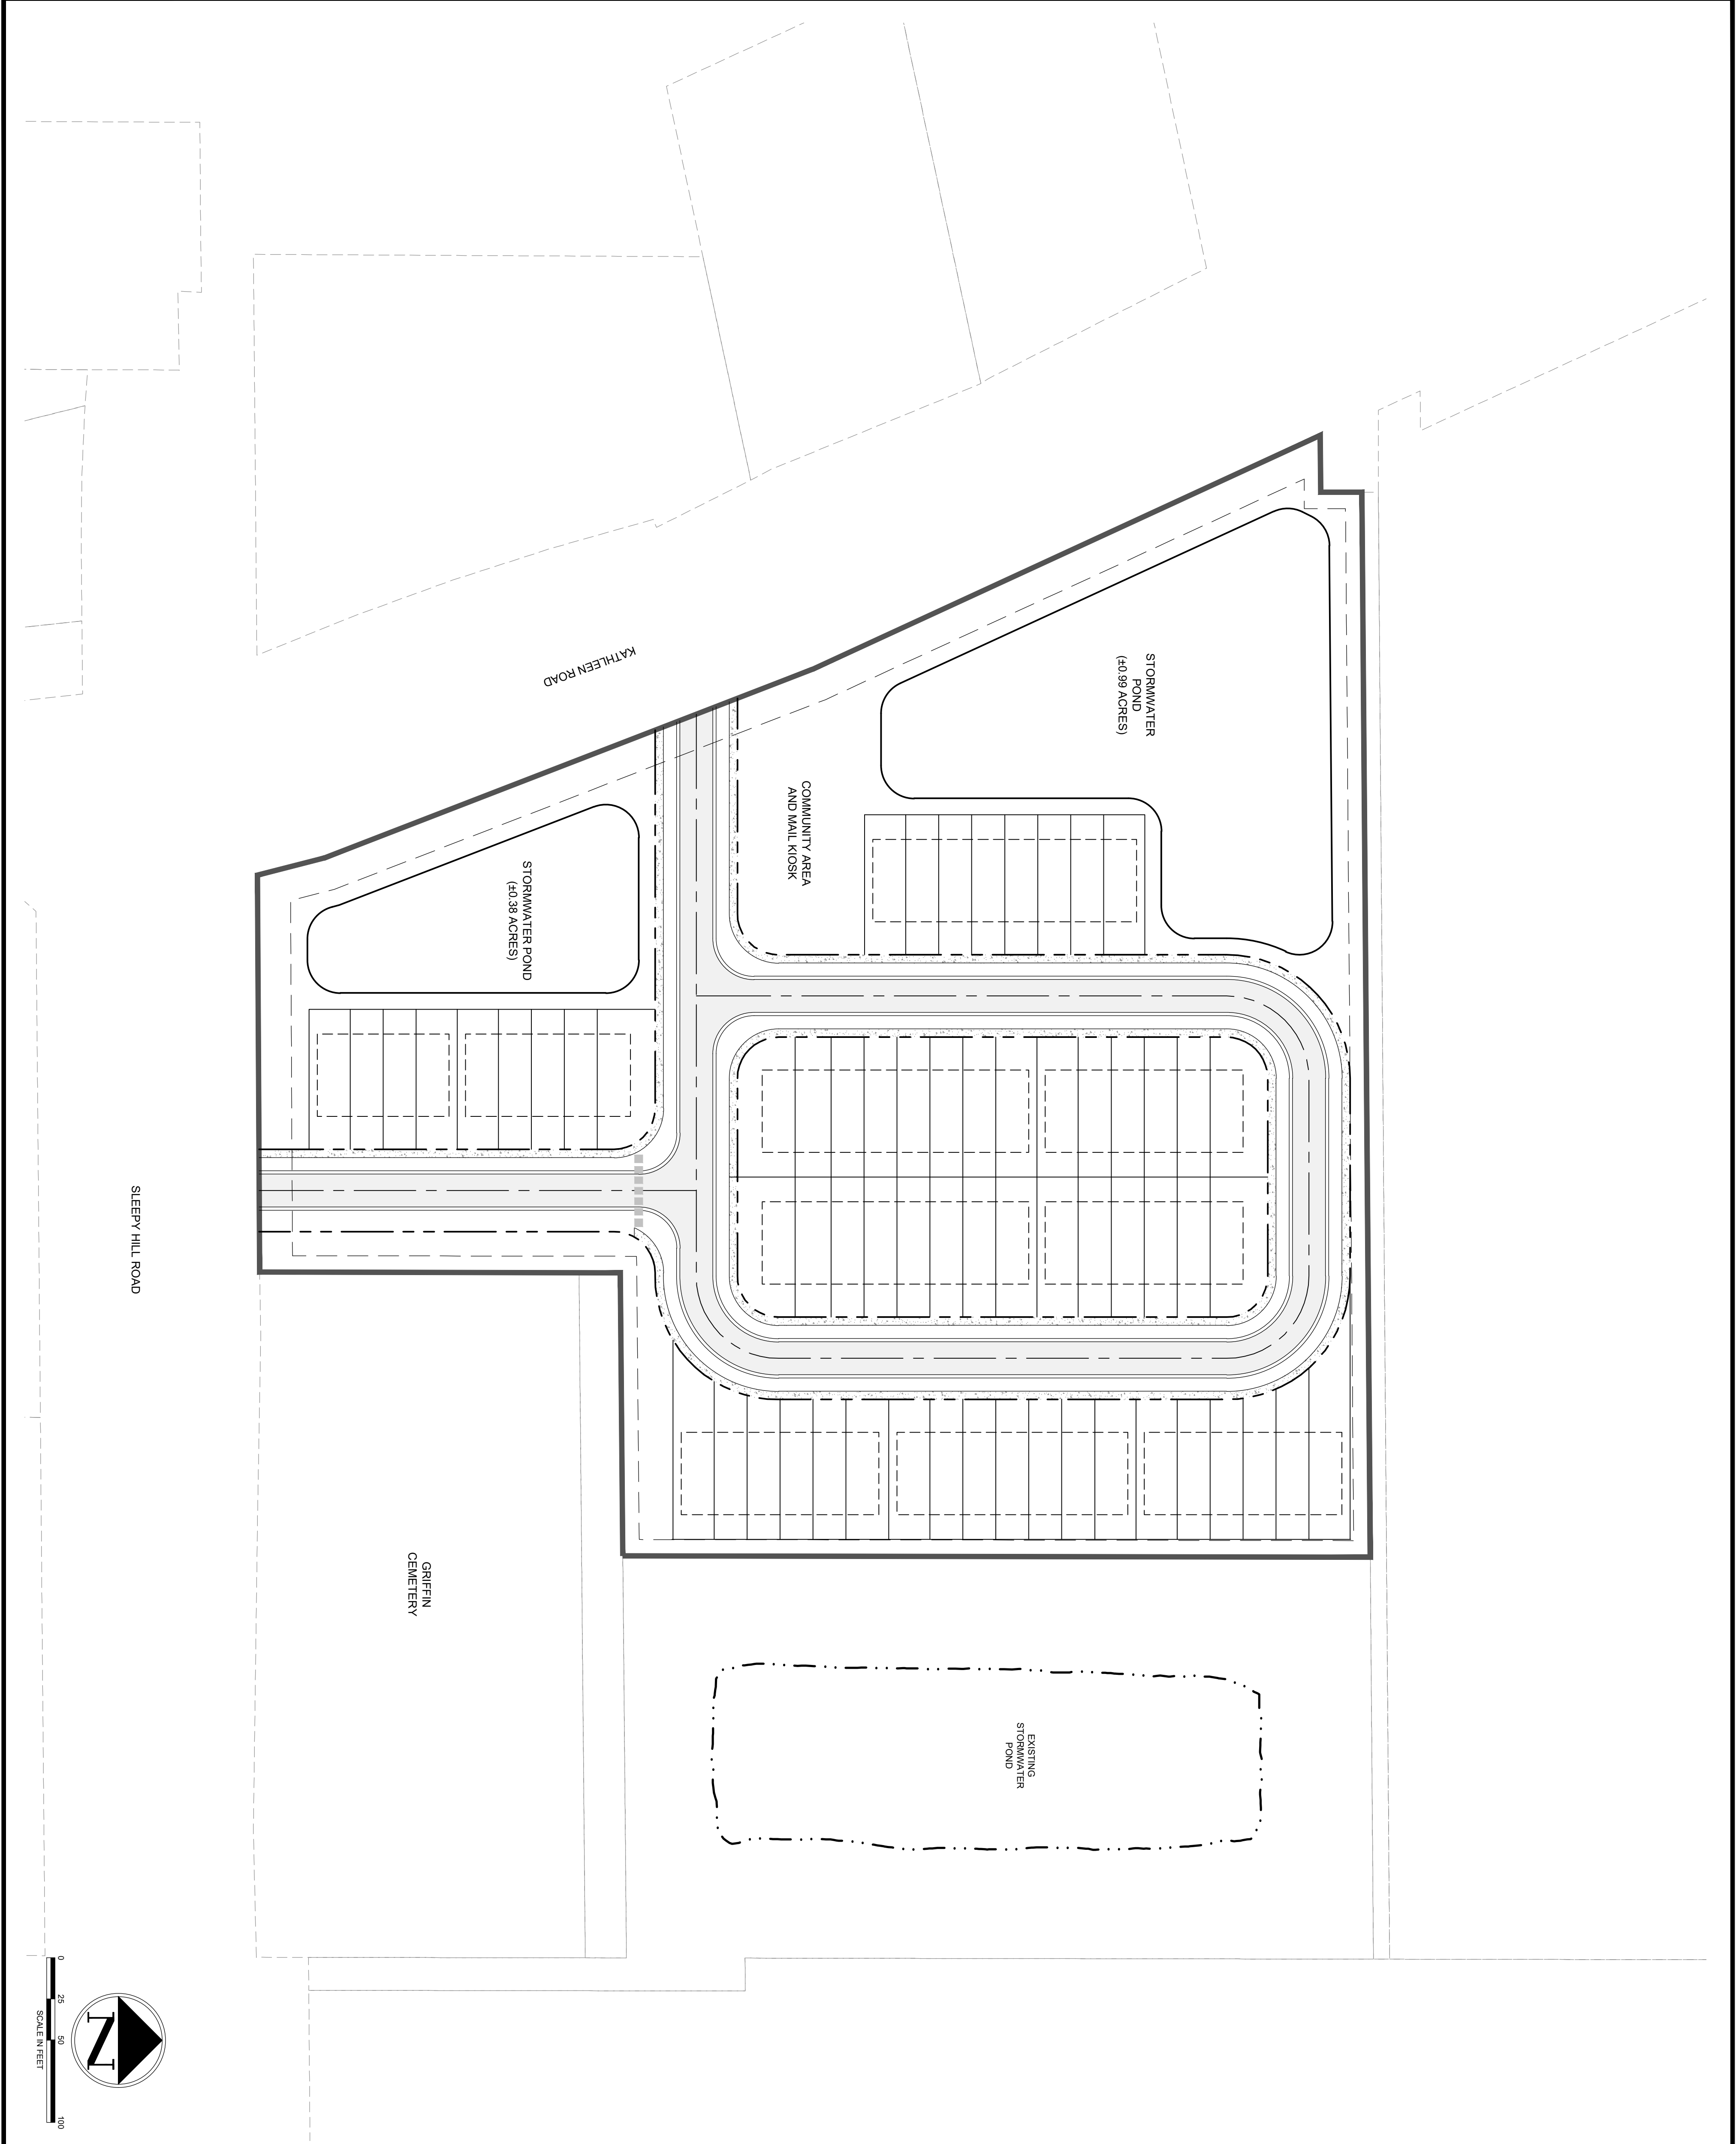 KATHLEEN ROAD
STORMWATER
POND
(±0.99 ACRES)
COMMUNITY AREA
AND MAIL KIOSK
STORMWATER POND
(±0.38 ACRES)
SLEEPY HILL ROAD
GRIFFIN
CEMETERY
EXISTING
STORMWATER
POND
N
0 25 50 100
SCALE IN FEET